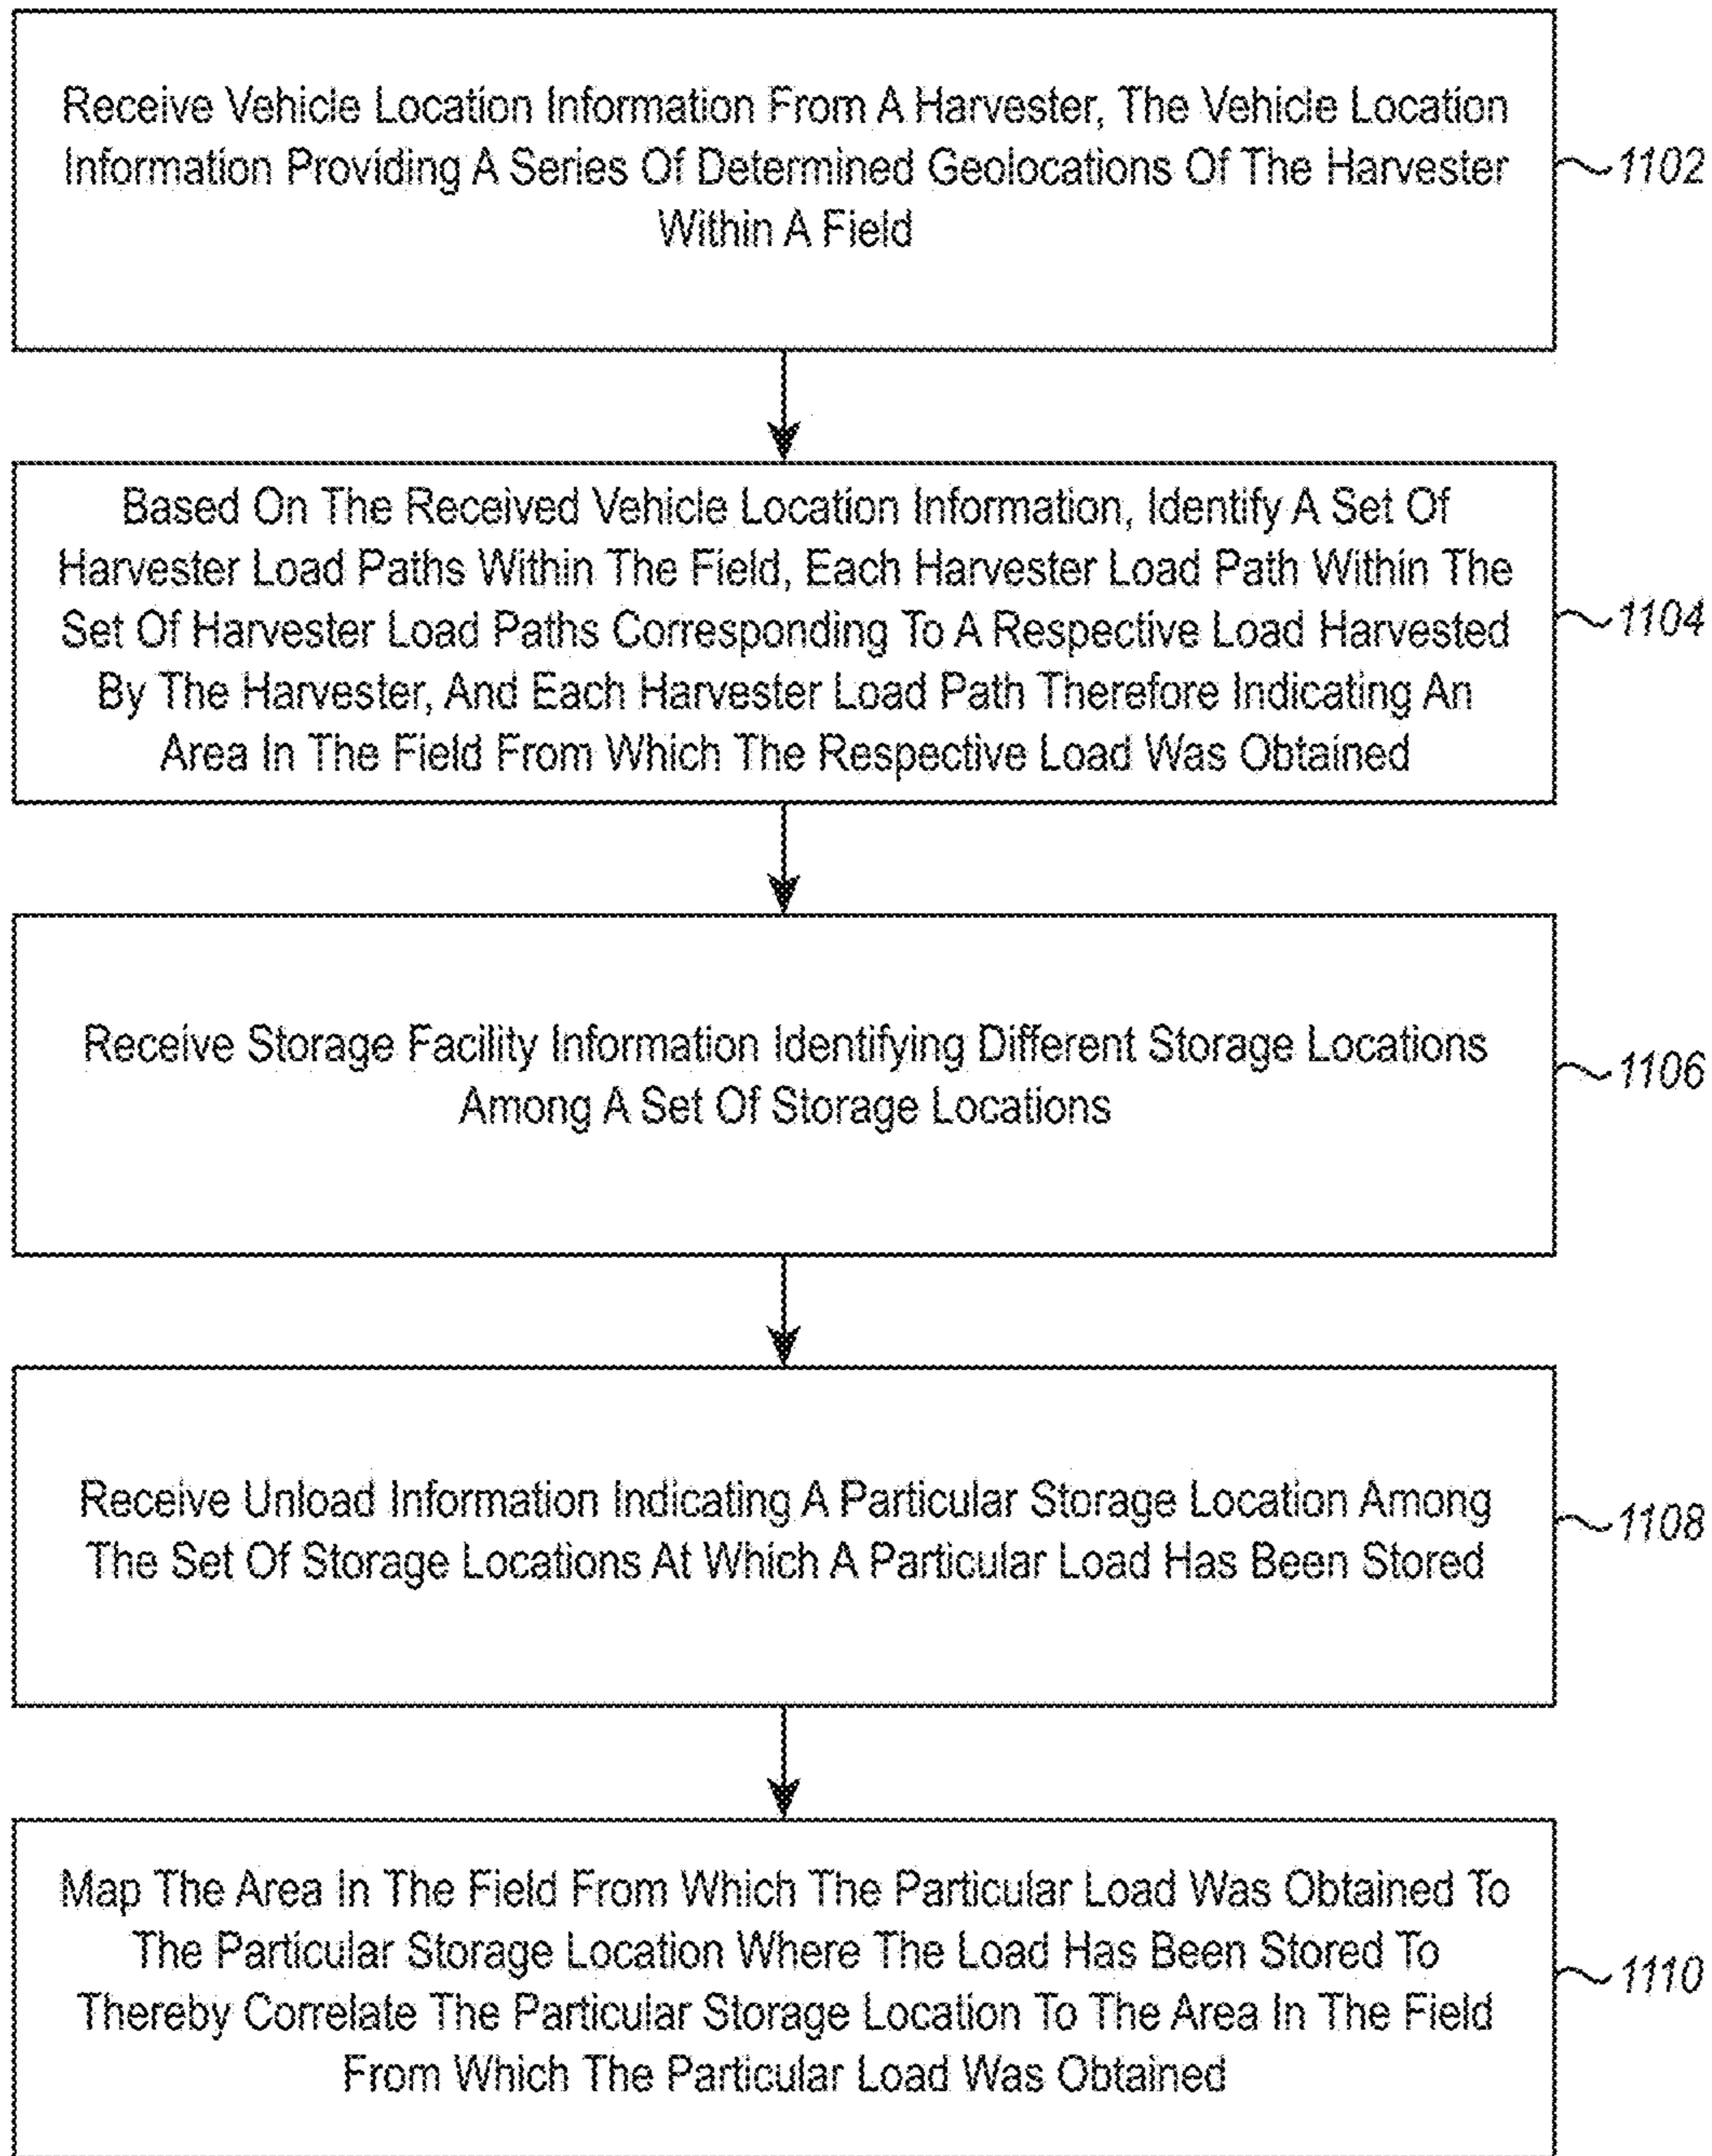 Receive Vehicle Location Information From A Harvester, The Vehicle Location
Information Providing A Series Of Determined Geolocations Of The Harvester
Within A Field
1102
Based On The Received Vehicle Location Information, Identify A Set Of
Harvester Load Paths Within The Field, Each Harvester Load Path Within The
Set Of Harvester Load Paths Corresponding To A Respective Load Harvested
By The Harvester, And Each Harvester Load Path Therefore Indicating An
Area In The Field From Which The Respective Load Was Obtained
1104
Receive Storage Facility Information Identifying Different Storage Locations
Among A Set Of Storage Locations
1106
Receive Unload Information Indicating A Particular Storage Location Among
The Set Of Storage Locations At Which A Particular Load Has Been Stored
1108
Map The Area In The Field From Which The Particular Load Was Obtained To
The Particular Storage Location Where The Load Has Been Stored To
Thereby Correlate The Particular Storage Location To The Area In The Field
From Which The Particular Load Was Obtained
1110